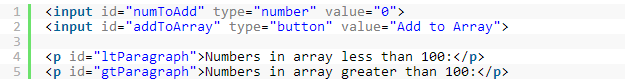 1 <input id="numToAdd" type="number" value="0">
2 <input id="addToArray" type="button" value="Add to Array">
3
4 <p id="ltParagraph">Numbers in array less than 100:</p>
5 <p id="gtParagraph">Numbers in array greater than 100:</p>